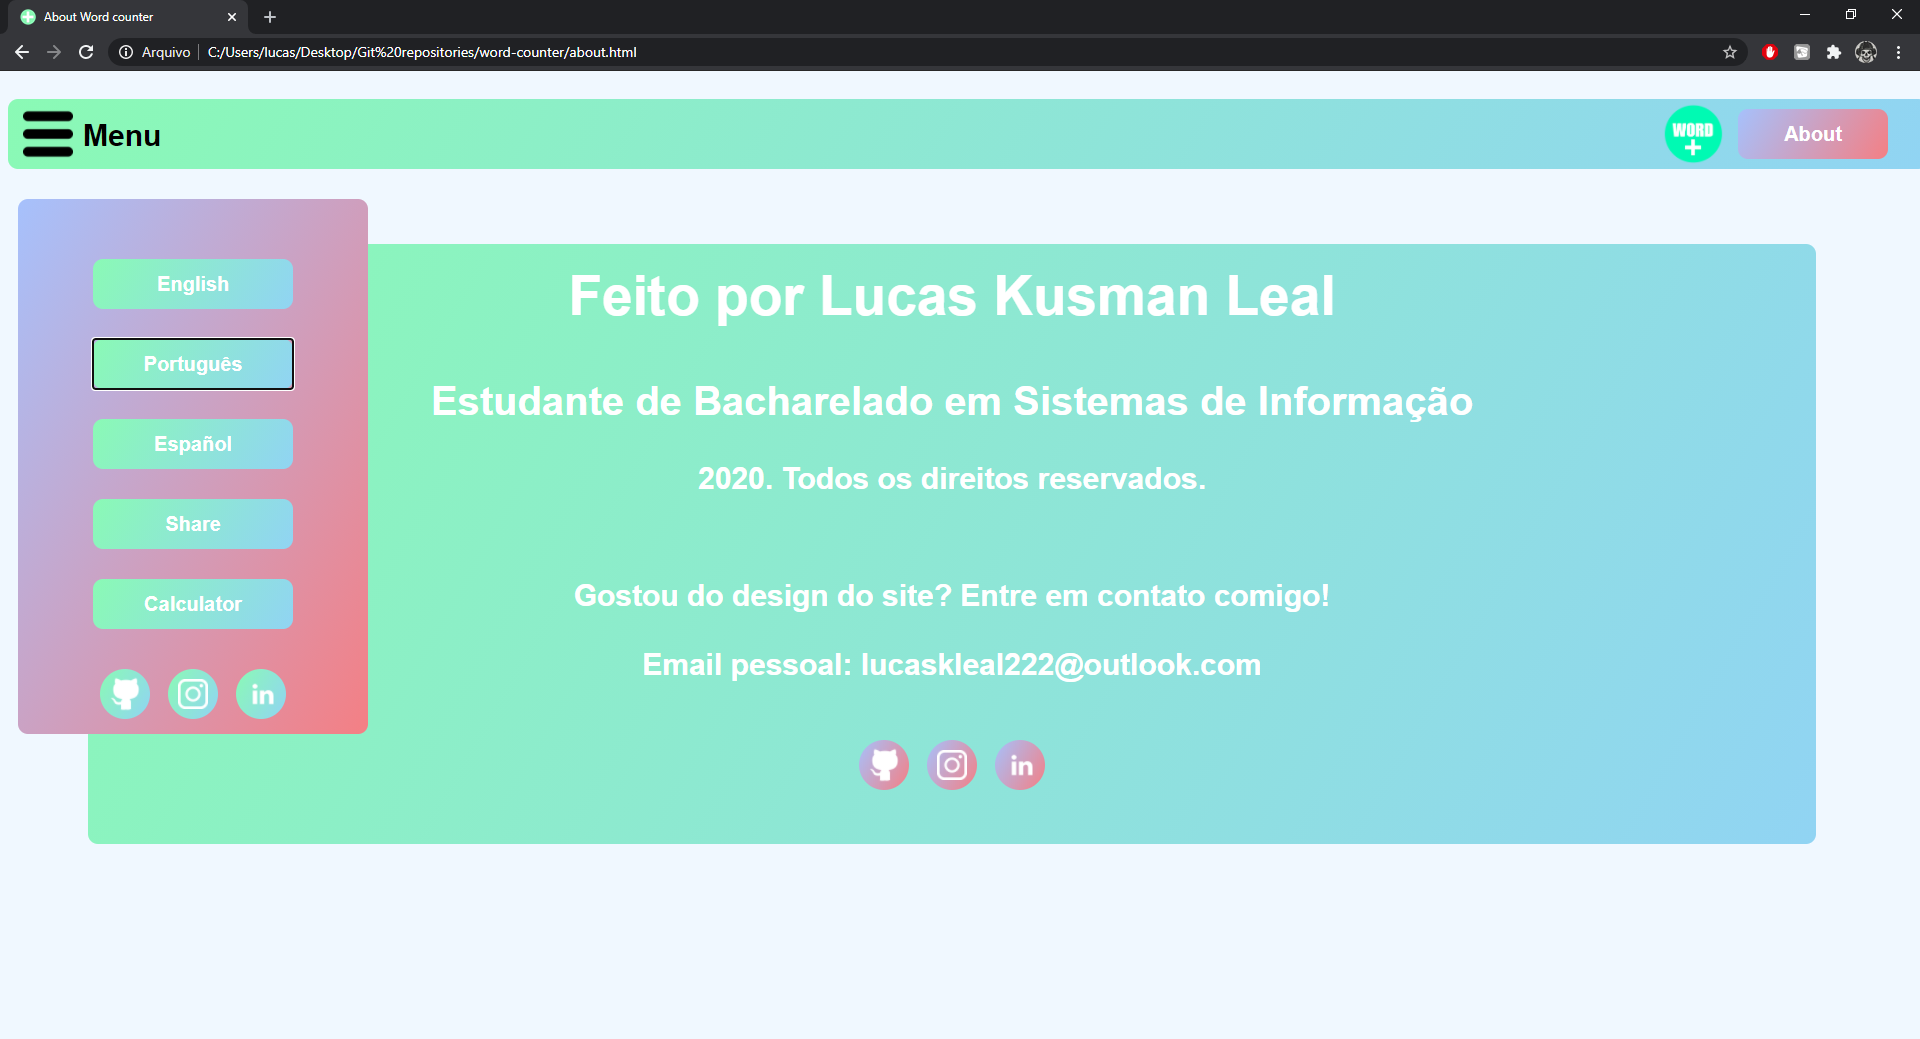 About Word counter
Arquivo C:/Users/lucas/Desktop/Git%20repositories/word-counter/about.html
Menu
WORD
+
About
English
Português
Español
Share
Calculator
in
Feito por Lucas Kusman Leal
Estudante de Bacharelado em Sistemas de Informação
2020. Todos os direitos reservados.
Gostou do design do site? Entre em contato comigo!
Email pessoal: lucaskleal222@outlook.com
in